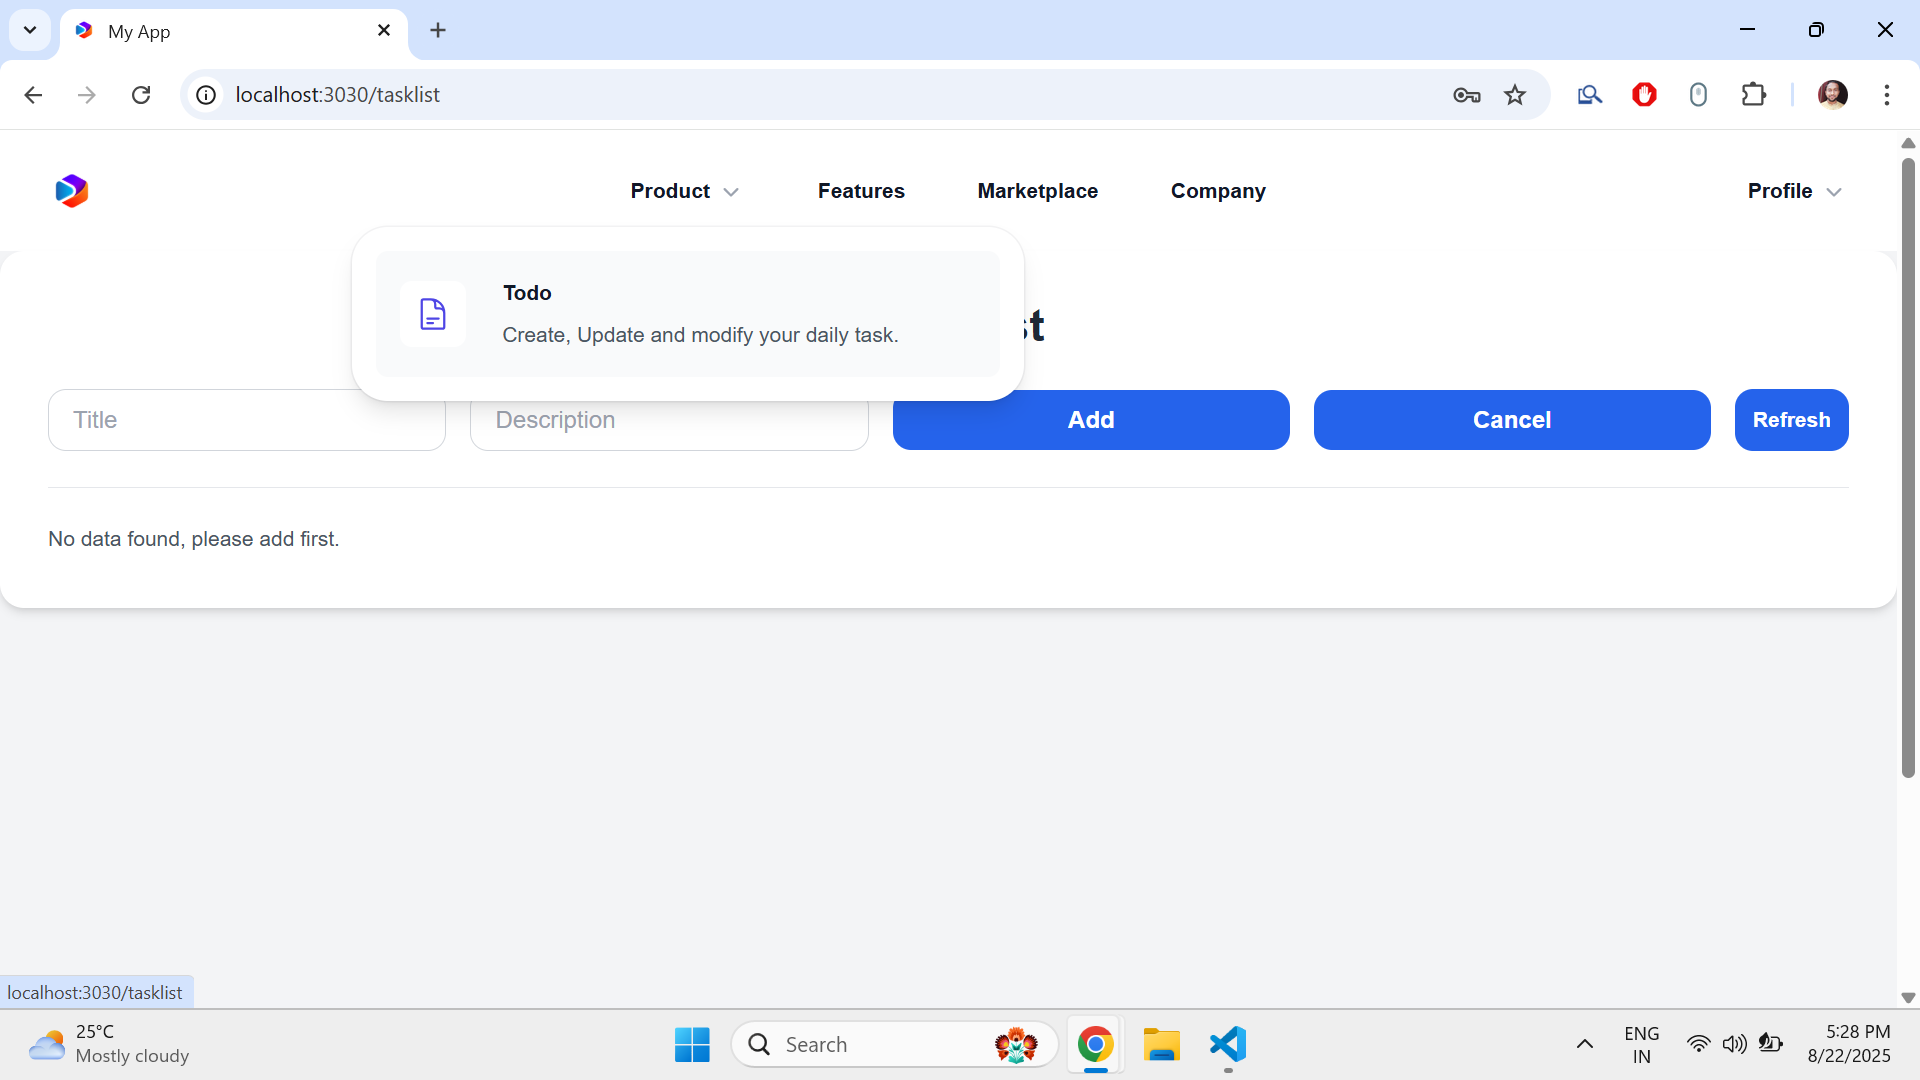 My App
localhost:3030/tasklist
Product Features Marketplace Company Profile
Todo
Create, Update and modify your daily task.
Title Description Add Cancel Refresh
No data found, please add first.
localhost:3030/tasklist
25°C
Mostly cloudy
Search
ENG
IN
5:28 PM
8/22/2025